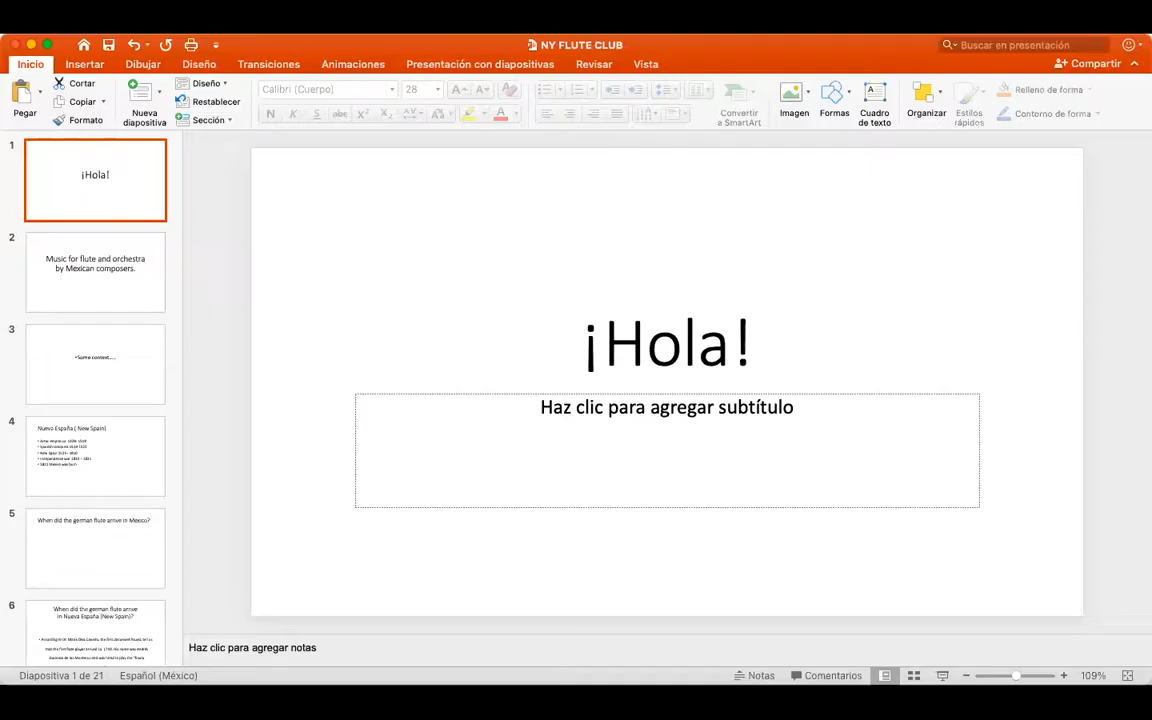 NY FLUTE CLUB
Buscar en presentación
Inicio
Insertar
Dibujar
Diseño
Transiciones
Animaciones
Presentación con diapositivas
Revisar
Vista
Compartir
Pegar
Cortar
Copiar
Formato
Nueva
diapositiva
Diseño
Restablecer
Sección
Calibri (Cuerpo)
28
Convertir
a SmartArt
Imagen
Formas
Cuadro
de texto
Organizar
Estilos
rápidos
Relleno de forma
Contorno de forma
1
¡Hola!
2
Music for flute and orchestra
by Mexican composers.
3
•Some context....
4
Nueva España ( New Spain)
5
When did the german flute arrive in Mexico?
6
When did the german flute arrive
in Nueva España (New Spain)?
¡Hola!
Haz clic para agregar subtítulo
Haz clic para agregar notas
Diapositiva 1 de 21
Español (México)
Notas
Comentarios
109%